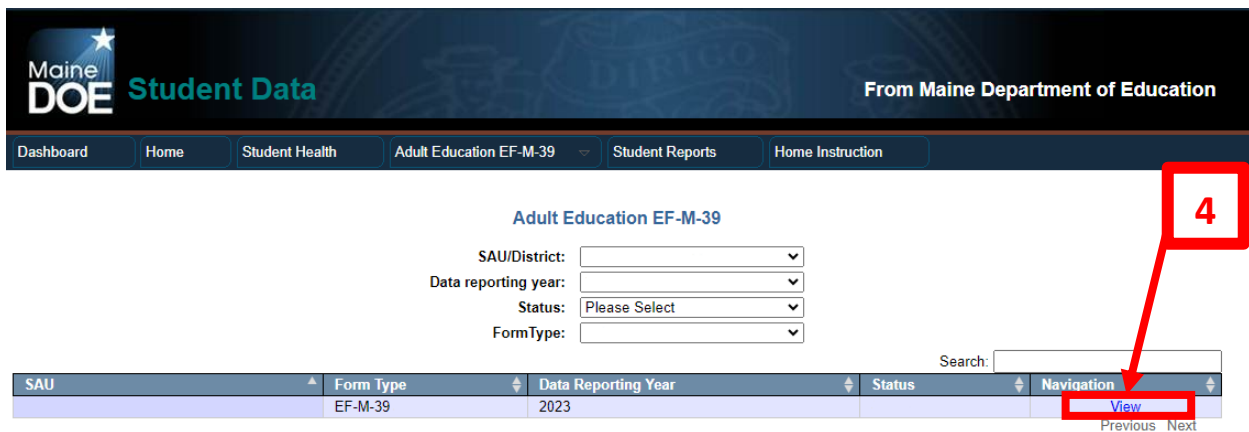 Maine
DOE Student Data
DIRIGO
From Maine Department of Education
Dashboard Home Student Health Adult Education EF-M-39 Student Reports Home Instruction
4
Adult Education EF-M-39
SAU/District:
Data reporting year:
Status: Please Select
FormType:
Search:
SAU Form Type Data Reporting Year Status Navigation
EF-M-39 2023 View
Previous Next